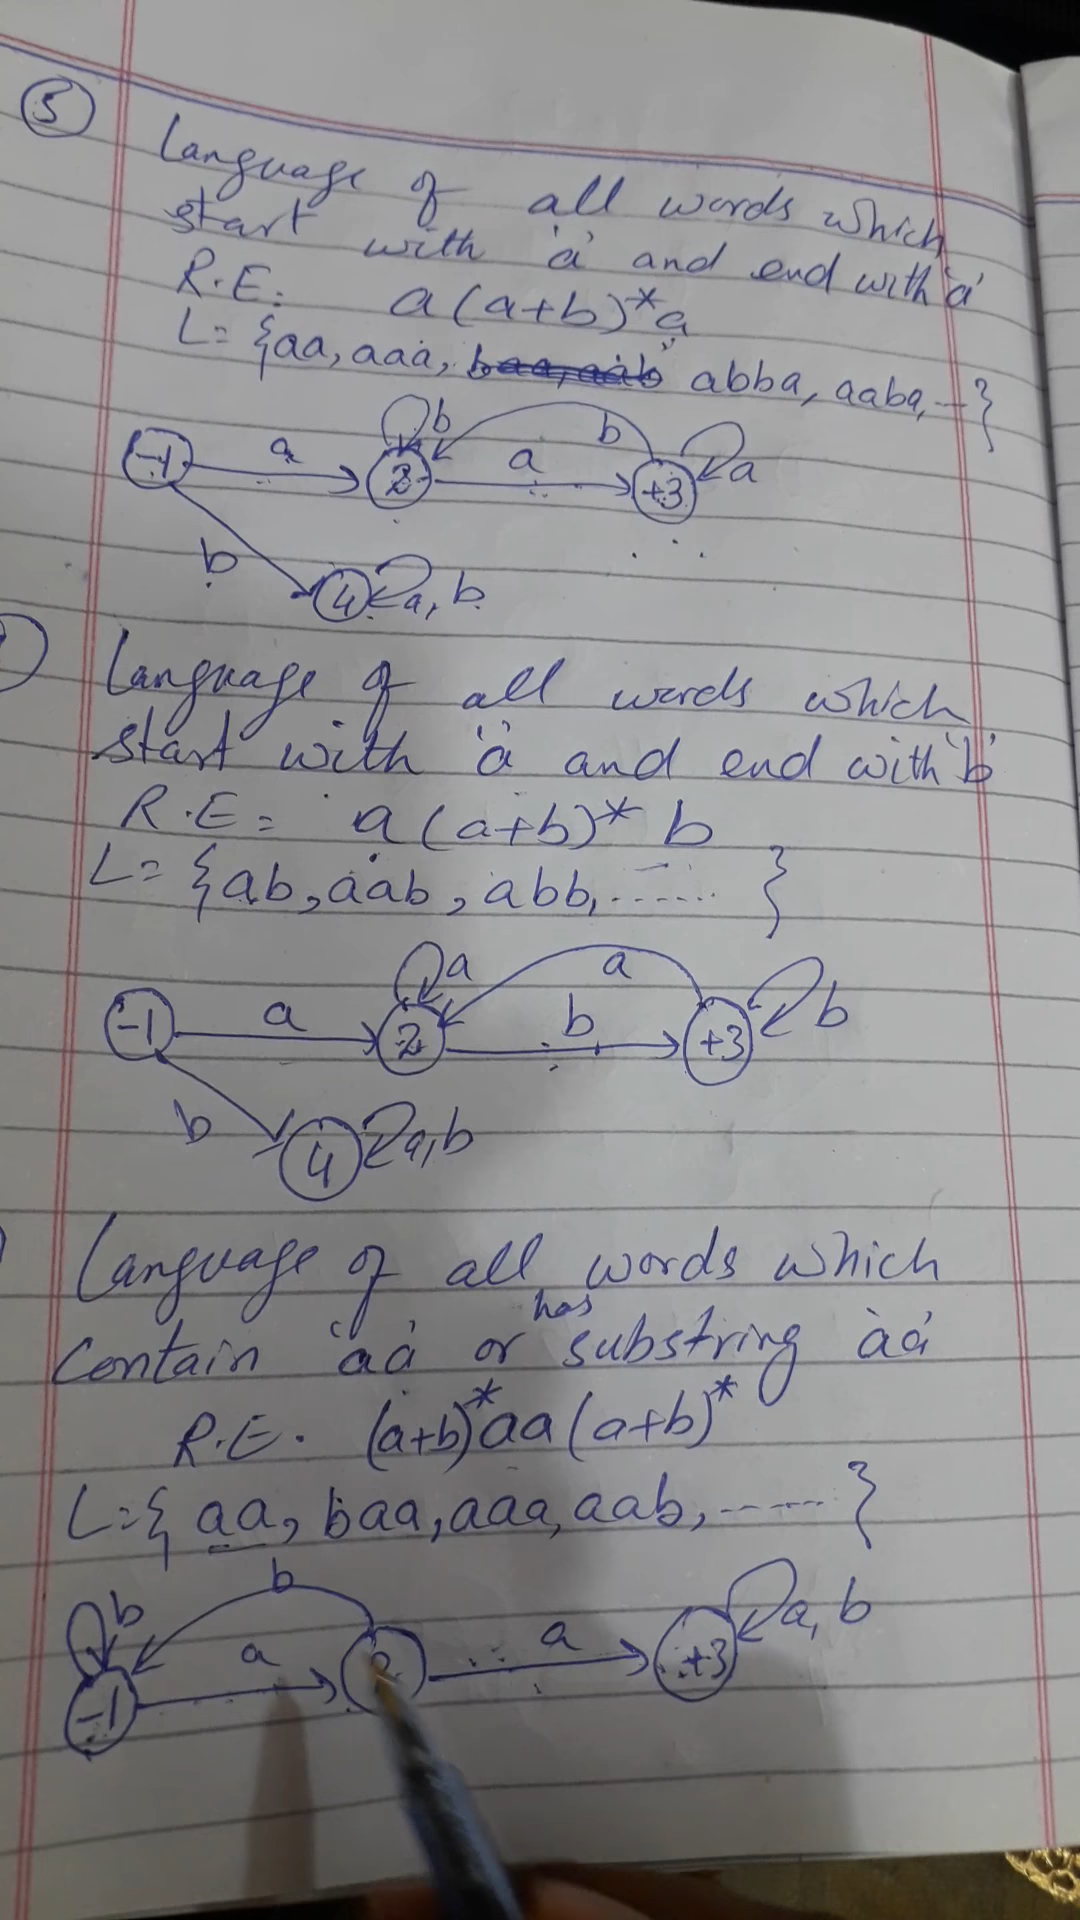 5
Language of all words which
start with 'a' and end with 'a'
R.E: a(a+b)*a
L= {aa, aaa, baa, aab abba, aaba, --}
b b
-1 a 2 a +3 a
b
4 a, b
Language of all words which
start with 'a' and end with 'b'
R.E= a(a+b)* b
L= {ab, aab, abb, ....... }
a a
-1 a 2 b +3 b
b
4 a,b
Language of all words which
has
contain 'aa' or substring 'aa'
R.E. (a+b)*aa(a+b)*
L={ aa, baa, aaa, aab, ------ }
b b
-1 a 2 a +3 a, b